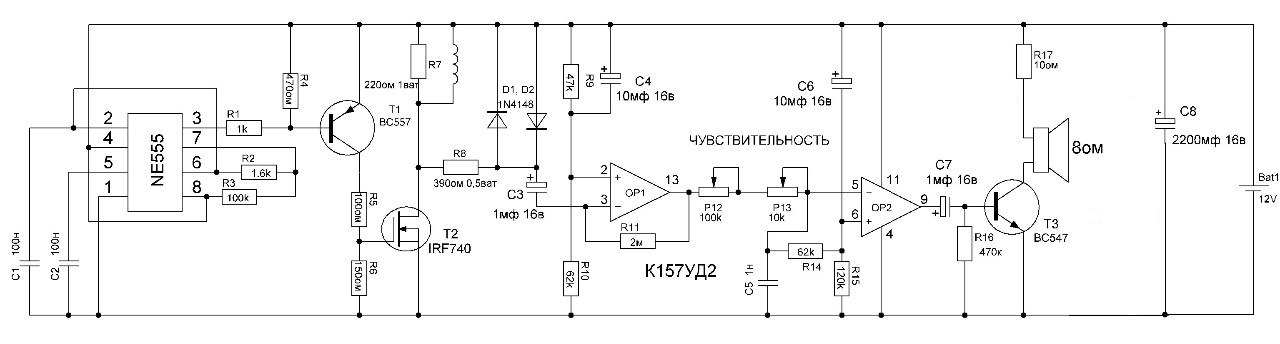 2
4
5
1
NE555
3
7
6
8
R1
1k
R2
1.6k
R3
100k
C1 100н
C2 100н
R4
470ом
T1
BC557
R5
100ом
R6
150ом
R7
220ом 1ват
T2
IRF740
R8
390ом 0,5ват
D1, D2
1N4148
C3
1мф 16в
R9
47k
C4
10мф 16в
2
+
3
−
OP1
13
R11
2м
R10
62k
К157УД2
ЧУВСТВИТЕЛЬНОСТЬ
P12
100k
P13
10k
C5 1н
62k
R14
R15
120k
C6
10мф 16в
5
−
6
+
OP2
11
9
4
C7
1мф 16в
+
R16
470к
T3
BC547
R17
10ом
8ом
C8
2200мф 16в
Bat1
12V